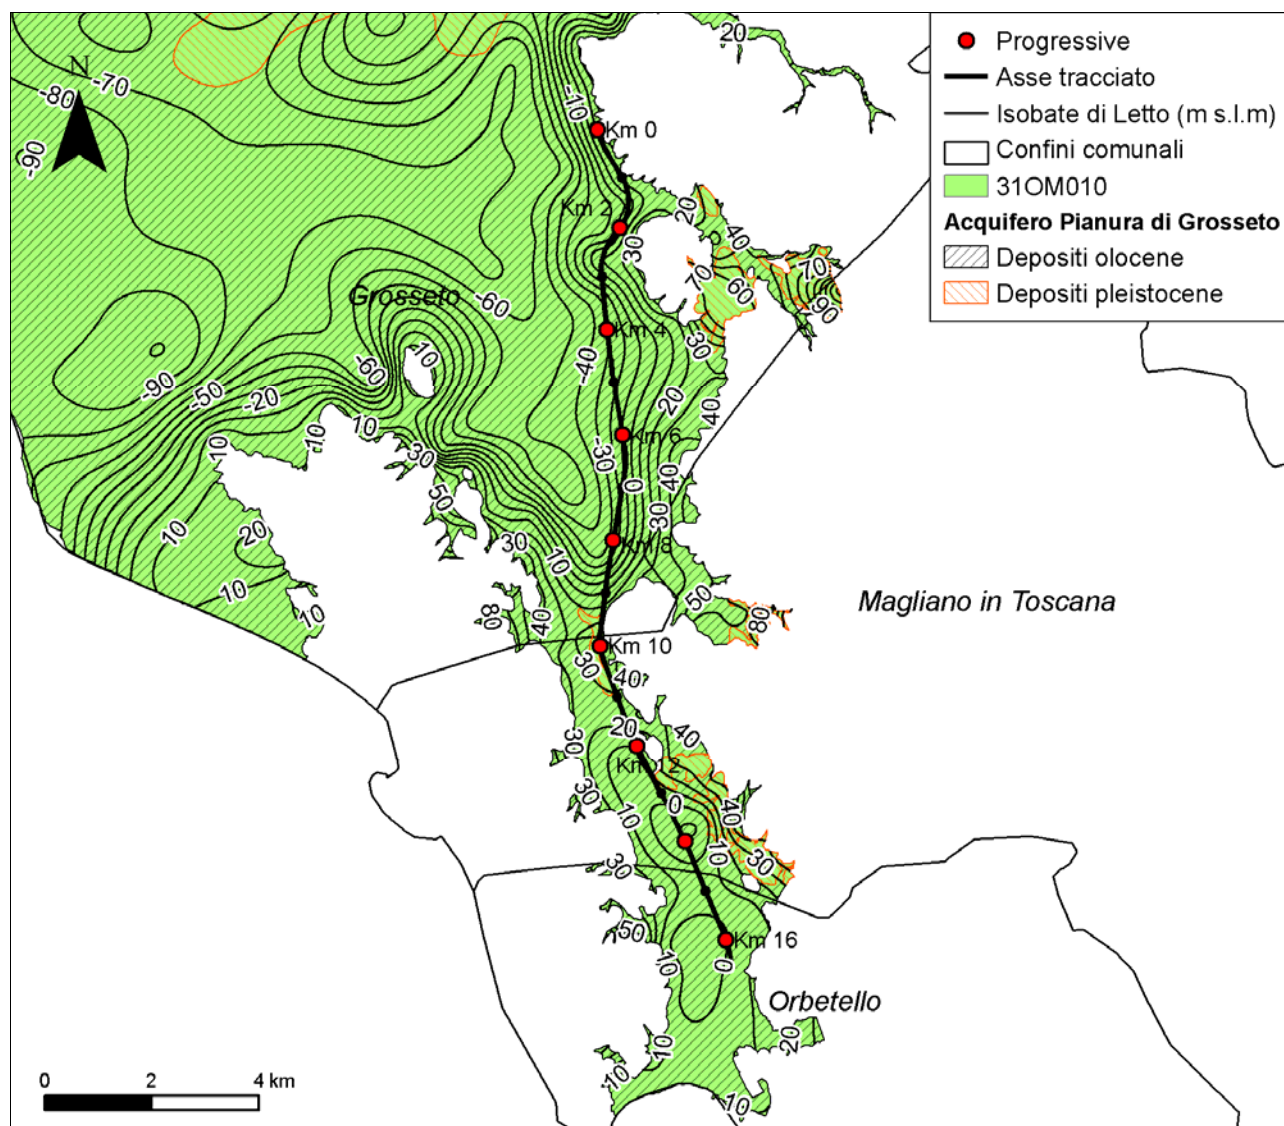 Progressive
Asse tracciato
Isobate di Letto (m s.l.m)
Confini comunali
31OM010
Acquifero Pianura di Grosseto
Depositi olocene
Depositi pleistocene
N
-70
-80
-90
-10
20
Km 0
Km 2
20
40
30
70
60
70
90
Grosseto
-60
Km 4
30
-90
-50
-20
-60
10
-40
20
40
10
-10
10
30
Km 6
-30
40
50
0
30
10
20
30
Km 8
10
10
10
80
40
50
80
Magliano in Toscana
Km 10
30
40
20
40
30
Km 12
30
10
0
40
10
30
30
50
Km 16
10
0
Orbetello
20
10
-10
10
0 2 4 km